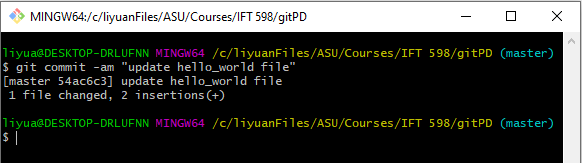 MINGW64:/c/liyuanFiles/ASU/Courses/IFT 598/gitPD
liyua@DESKTOP-DRLUFNN MINGW64 /c/liyuanFiles/ASU/Courses/IFT 598/gitPD (master)
$ git commit -am "update hello_world file"
[master 54ac6c3] update hello_world file
 1 file changed, 2 insertions(+)
liyua@DESKTOP-DRLUFNN MINGW64 /c/liyuanFiles/ASU/Courses/IFT 598/gitPD (master)
$